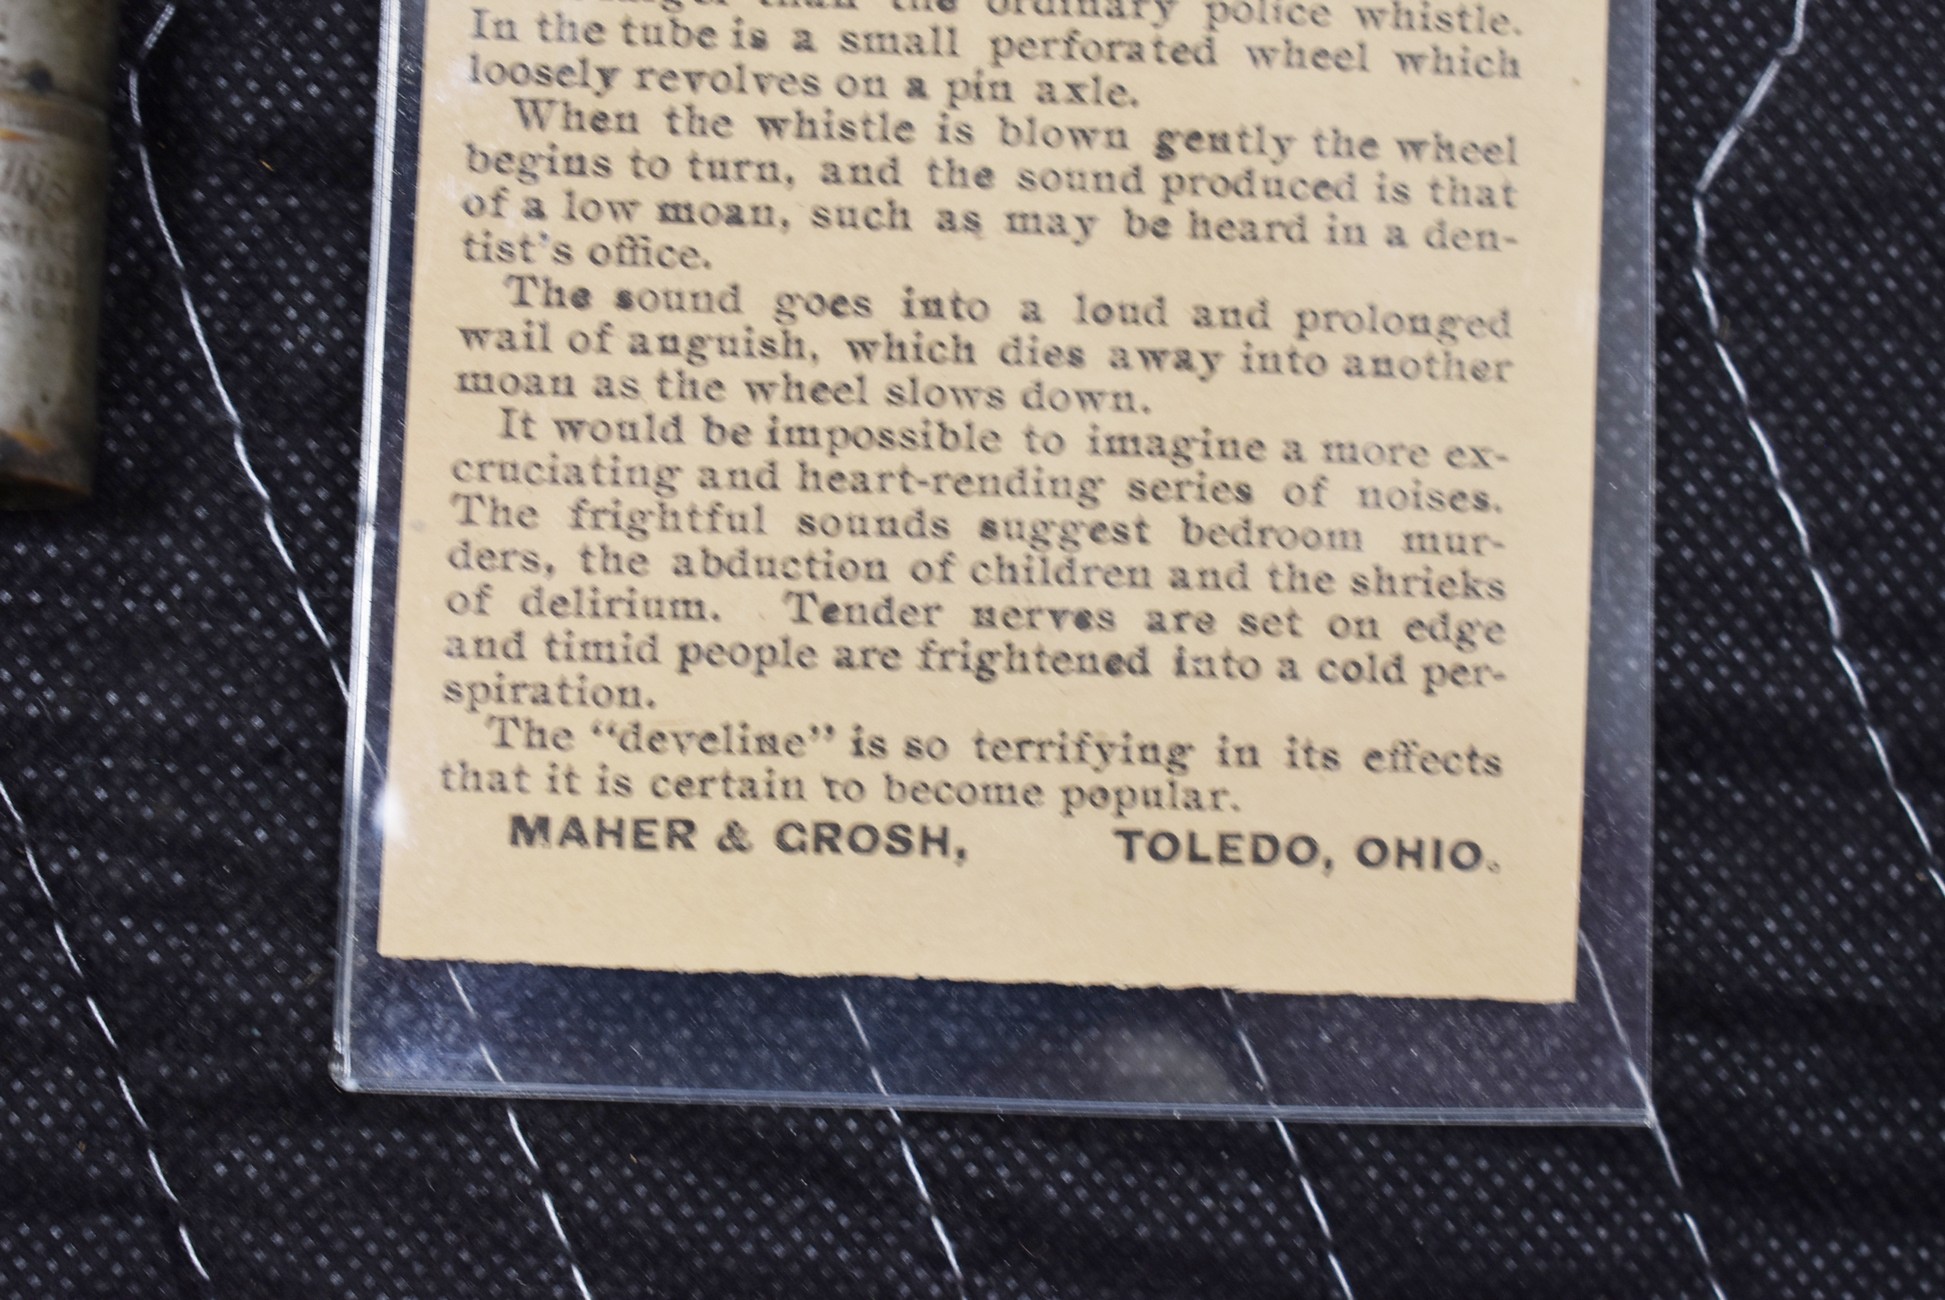 than the ordinary police whistle.
In the tube is a small perforated wheel which
loosely revolves on a pin axle.
When the whistle is blown gently the wheel
begins to turn, and the sound produced is that
of a low moan, such as may be heard in a den-
tist's office.
The sound goes into a loud and prolonged
wail of anguish, which dies away into another
moan as the wheel slows down.
It would be impossible to imagine a more ex-
cruciating and heart-rending series of noises.
The frightful sounds suggest bedroom mur-
ders, the abduction of children and the shrieks
of delirium. Tender nerves are set on edge
and timid people are frightened into a cold per-
spiration.
The “develine” is so terrifying in its effects
that it is certain to become popular.
MAHER & GROSH, TOLEDO, OHIO.